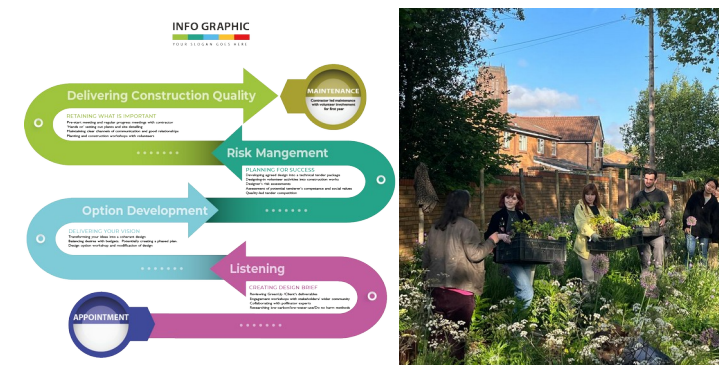 INFO GRAPHIC
YOUR SLOGAN GOES HERE
Delivering Construction Quality
MAINTENANCE
Contractor led maintenance
with volunteer involvement
for first year
RETAINING WHAT IS IMPORTANT
Pre-start meeting and regular progress meetings with contractor
'Hands on' setting out plants and site detailing
Maintaining clear channels of communication and good relationships
Planting and construction workshops with volunteers
Risk Mangement
PLANNING FOR SUCCESS
Developing agreed design into a technical tender package
Designing-in volunteer activities into construction works
Designer's risk assessments
Assessment of potential tenderer's competence and social values
Quality-led tender competition
Option Development
DELIVERING YOUR VISION
Transforming your ideas into a coherent design
Balancing desires with budgets. Potentially creating a phased plan.
Design option workshop and modification of design
Listening
CREATING DESIGN BRIEF
Reviewing (Client's) deliverables
Engagement workshops with stakeholders/ wider community
Collaborating with pollination experts
Researching low carbon/low water use/Do no harm methods
APPOINTMENT